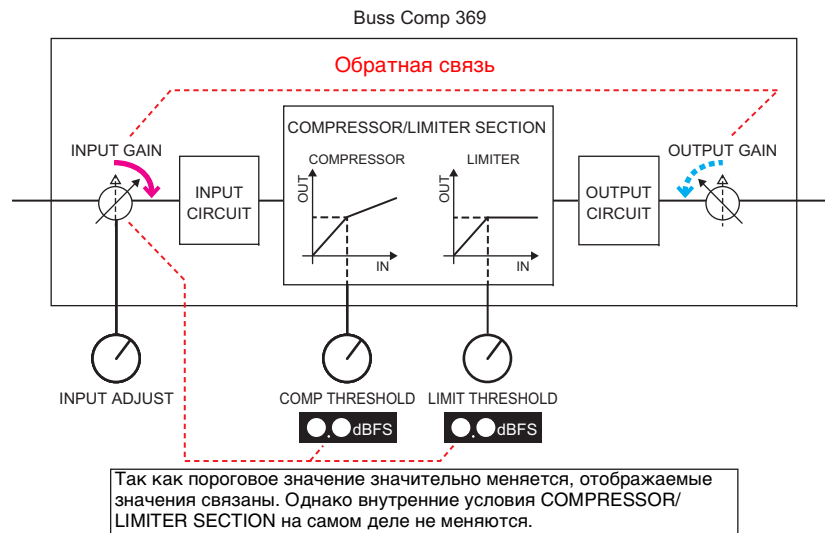 Buss Comp 369
Обратная связь
COMPRESSOR/LIMITER SECTION
INPUT GAIN
OUTPUT GAIN
COMPRESSOR
LIMITER
INPUT
CIRCUIT
OUT
IN
OUT
IN
OUTPUT
CIRCUIT
INPUT ADJUST
COMP THRESHOLD
LIMIT THRESHOLD
dBFS
dBFS
Так как пороговое значение значительно меняется, отображаемые
значения связаны. Однако внутренние условия COMPRESSOR/
LIMITER SECTION на самом деле не меняются.